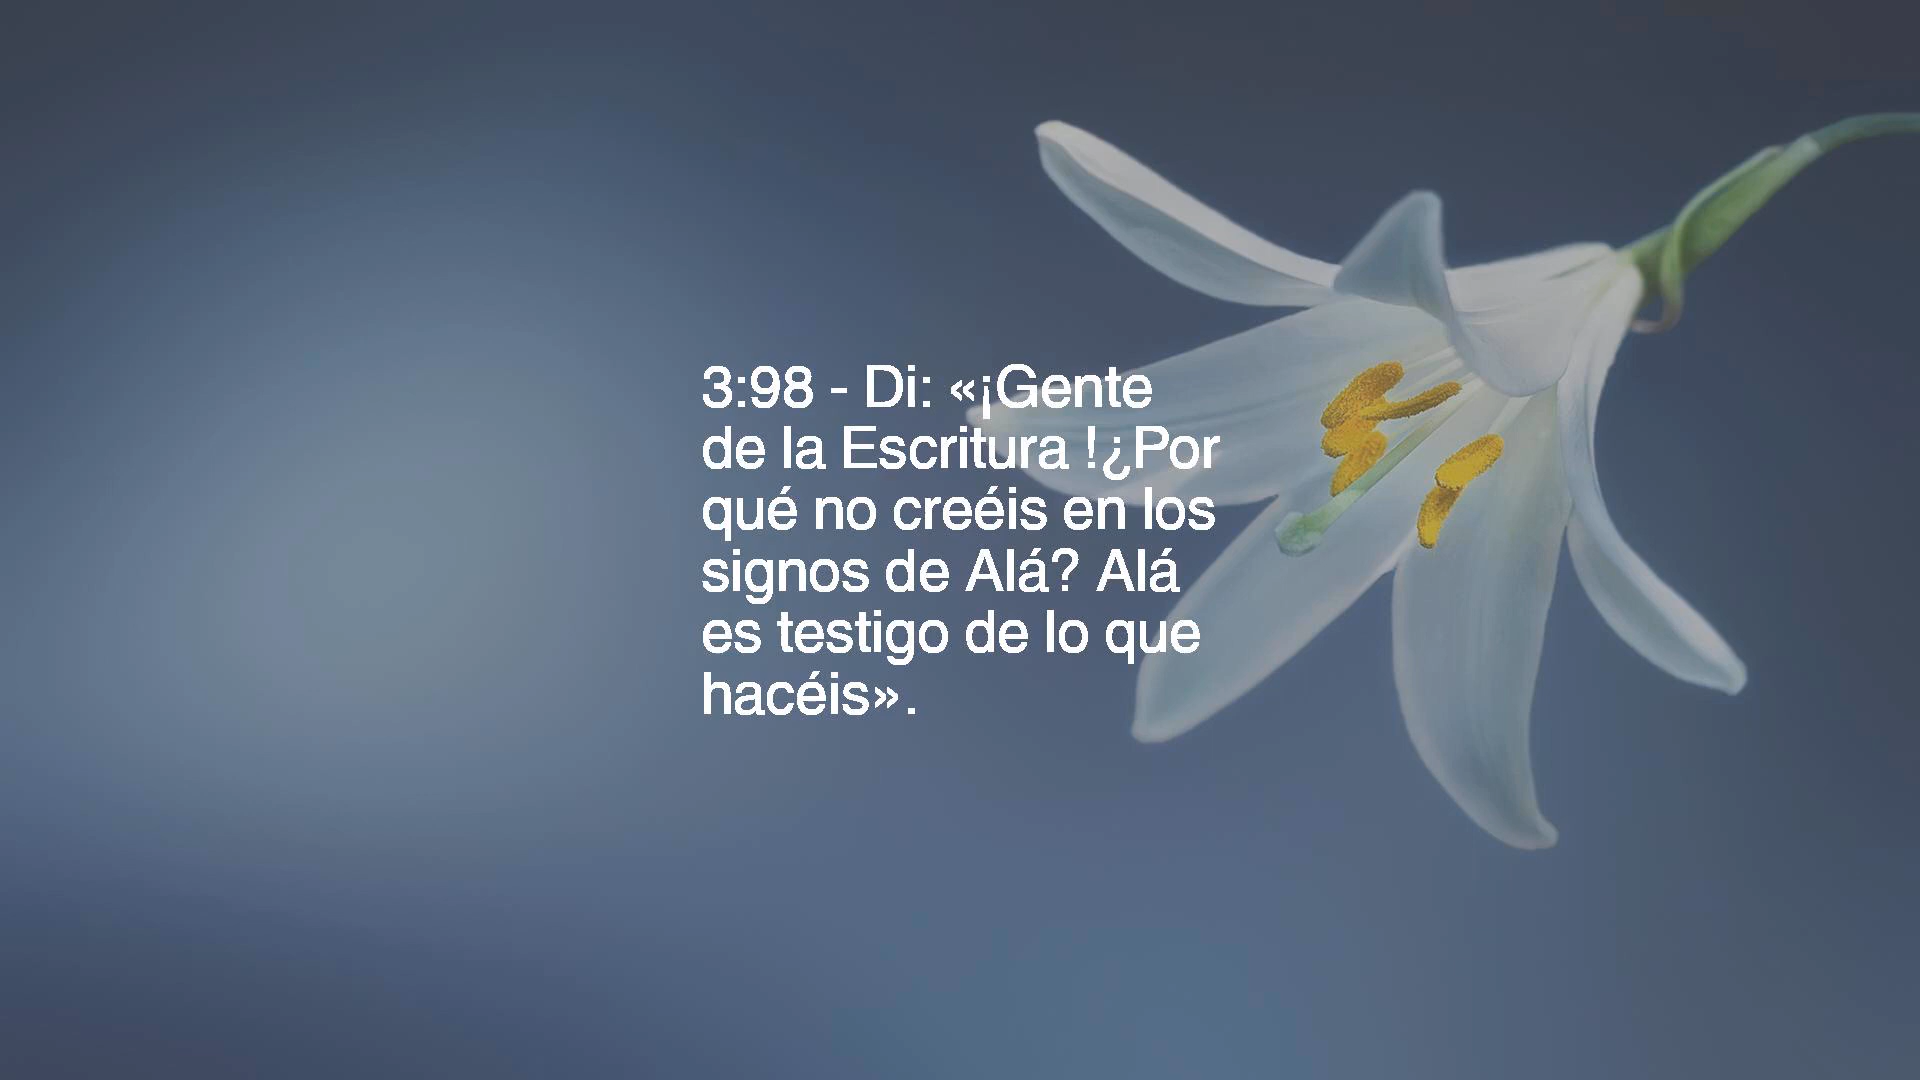 3:98 - Di: «¡Gente
de la Escritura !¿Por
qué no creéis en los
signos de Alá? Alá
es testigo de lo que
hacéis».